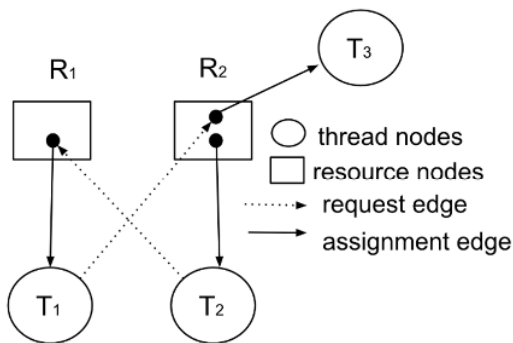 T3
R1
R2
thread nodes
resource nodes
request edge
assignment edge
T1
T2